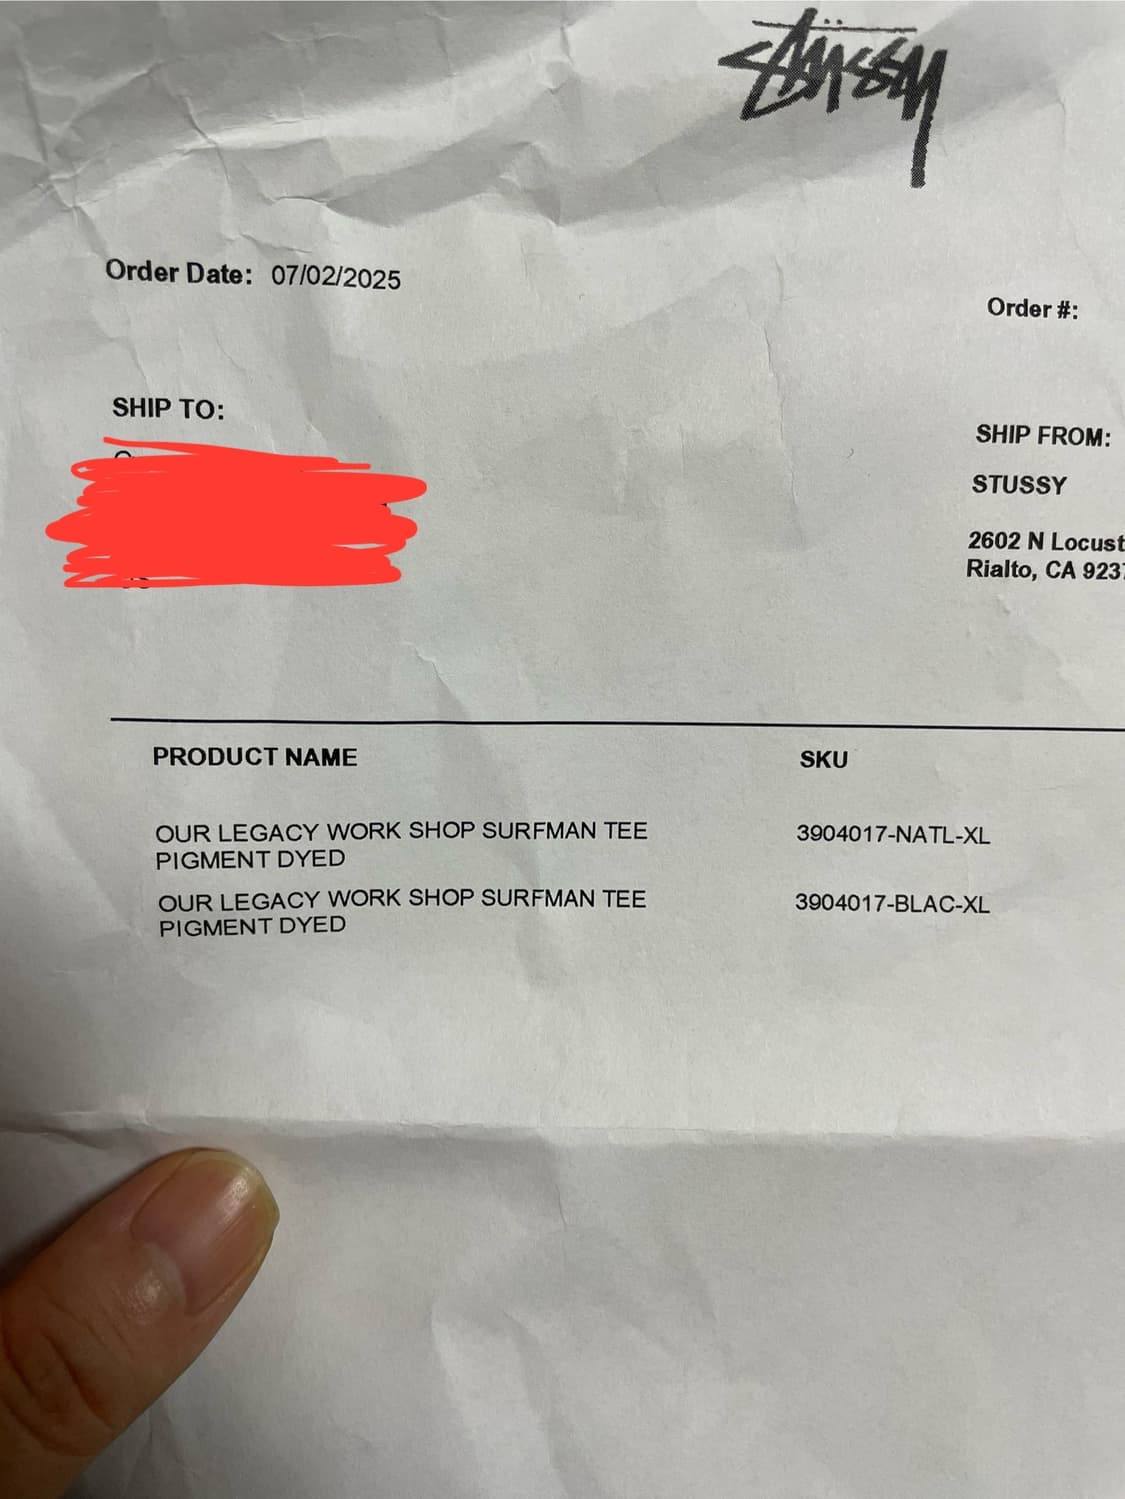 STÜSSY
Order Date: 07/02/2025
Order #:
SHIP TO:
SHIP FROM:
STUSSY
2602 N Locust
Rialto, CA 923
PRODUCT NAME SKU
OUR LEGACY WORK SHOP SURFMAN TEE 3904017-NATL-XL
PIGMENT DYED
OUR LEGACY WORK SHOP SURFMAN TEE 3904017-BLAC-XL
PIGMENT DYED